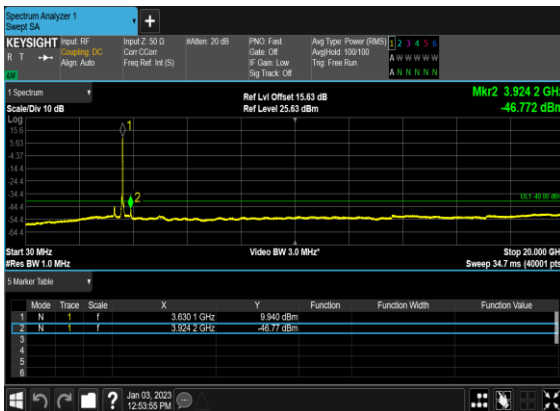 Spectrum Analyzer 1
Swept SA
KEYSIGHT Input: RF Input Z: 50 Ω #Atten: 20 dB PNO: Fast Avg Type: Power (RMS) 1 2 3 4 5 6
R T Coupling: DC Corr CCorr Gate: Off Avg|Hold: 100/100 A W W W W W
Align: Auto Freq Ref: Int (S) IF Gain: Low Trig: Free Run
Sig Track: Off A N N N N N
1 Spectrum Ref Lvl Offset 15.63 dB Mkr2 3.924 2 GHz
Scale/Div 10 dB Ref Level 25.63 dBm -46.772 dBm
Log
15.6
5.63
-4.37
-14.4
-24.4
-34.4
-44.4
-54.4
-64.4
1
2
DL1 -40.00 dBm
Start 30 MHz Video BW 3.0 MHz* Stop 20.000 GHz
#Res BW 1.0 MHz Sweep 34.7 ms (40001 pts)
5 Marker Table
Mode Trace Scale X Y Function Function Width Function Value
1 N 1 f 3.630 1 GHz 9.940 dBm
2 N 1 f 3.924 2 GHz -46.77 dBm
3
4
5
6
? Jan 03, 2023
12:53:55 PM